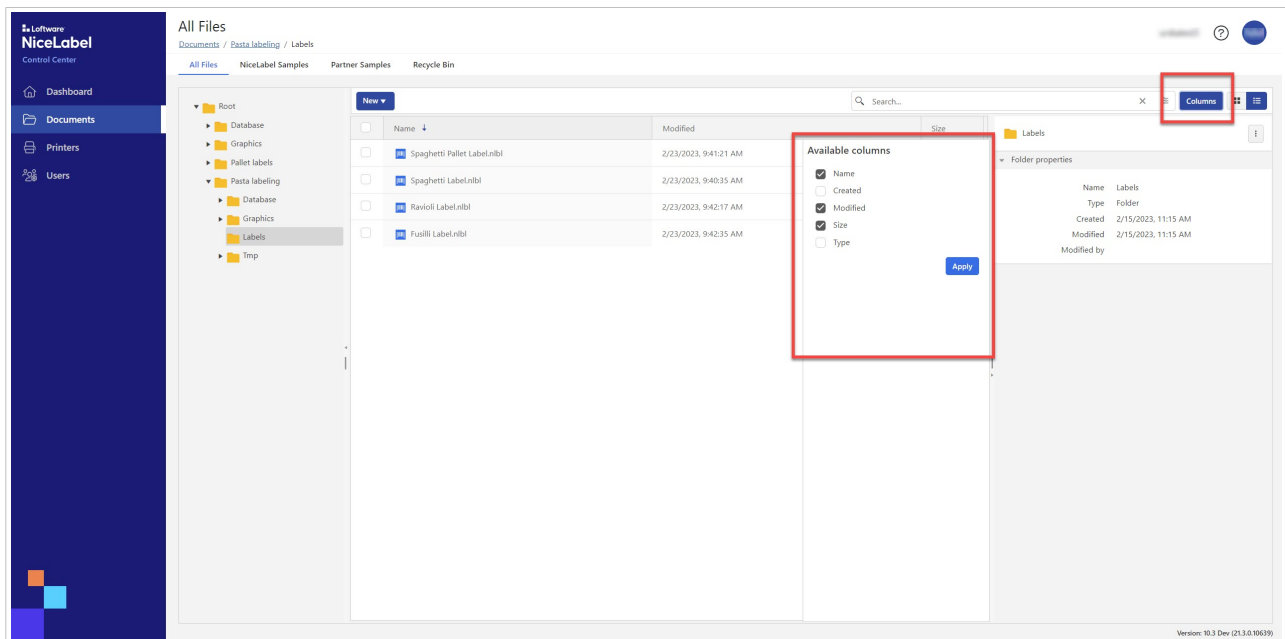 Loftware
NiceLabel
Control Center
Dashboard
Documents
Printers
Users
All Files
Documents / Pasta labeling / Labels
All Files NiceLabel Samples Partner Samples Recycle Bin
Root
Database
Graphics
Pallet labels
Pasta labeling
Database
Graphics
Labels
Tmp
New
Search...
Columns
Name Modified Size
Spaghetti Pallet Label.nlbl 2/23/2023, 9:41:21 AM
Spaghetti Label.nlbl 2/23/2023, 9:40:35 AM
Ravioli Label.nlbl 2/23/2023, 9:42:17 AM
Fusilli Label.nlbl 2/23/2023, 9:42:35 AM
Available columns
Name
Created
Modified
Size
Type
Apply
Labels
Folder properties
Name Labels
Type Folder
Created 2/15/2023, 11:15 AM
Modified 2/15/2023, 11:15 AM
Modified by
Version: 10.3 Dev (21.3.0.10639)